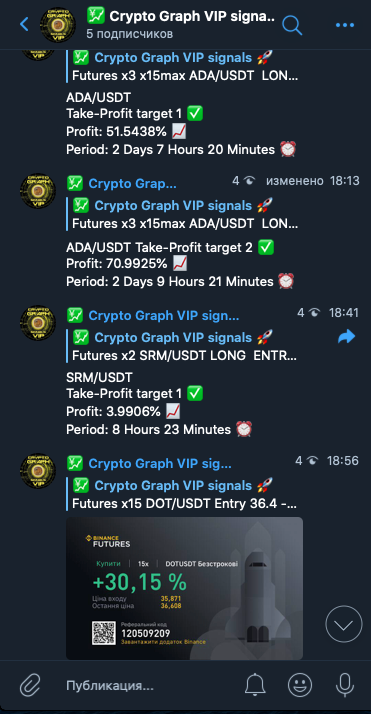 Crypto Graph VIP signa..
5 подписчиков
Crypto Graph VIP signals
Futures x3 x15max ADA/USDT LON...
ADA/USDT
Take-Profit target 1
Profit: 51.5438%
Period: 2 Days 7 Hours 20 Minutes
Crypto Grap...
4 изменено 18:13
Crypto Graph VIP signals
Futures x3 x15max ADA/USDT LON...
ADA/USDT Take-Profit target 2
Profit: 70.9925%
Period: 2 Days 9 Hours 21 Minutes
Crypto Graph VIP sign...
4 18:41
Crypto Graph VIP signals
Futures x2 SRM/USDT LONG ENTR...
SRM/USDT
Take-Profit target 1
Profit: 3.9906%
Period: 8 Hours 23 Minutes
Crypto Graph VIP sig...
4 18:56
Crypto Graph VIP signals
Futures x15 DOT/USDT Entry 36.4 -...
BINANCE
FUTURES
Купити | 15x | DOTUSDT Безстрокові
+30,15 %
Ціна входу 35,871
Остання ціна 36,608
Реферальний код
120509209
Завантажити додаток Binance
Публикация...